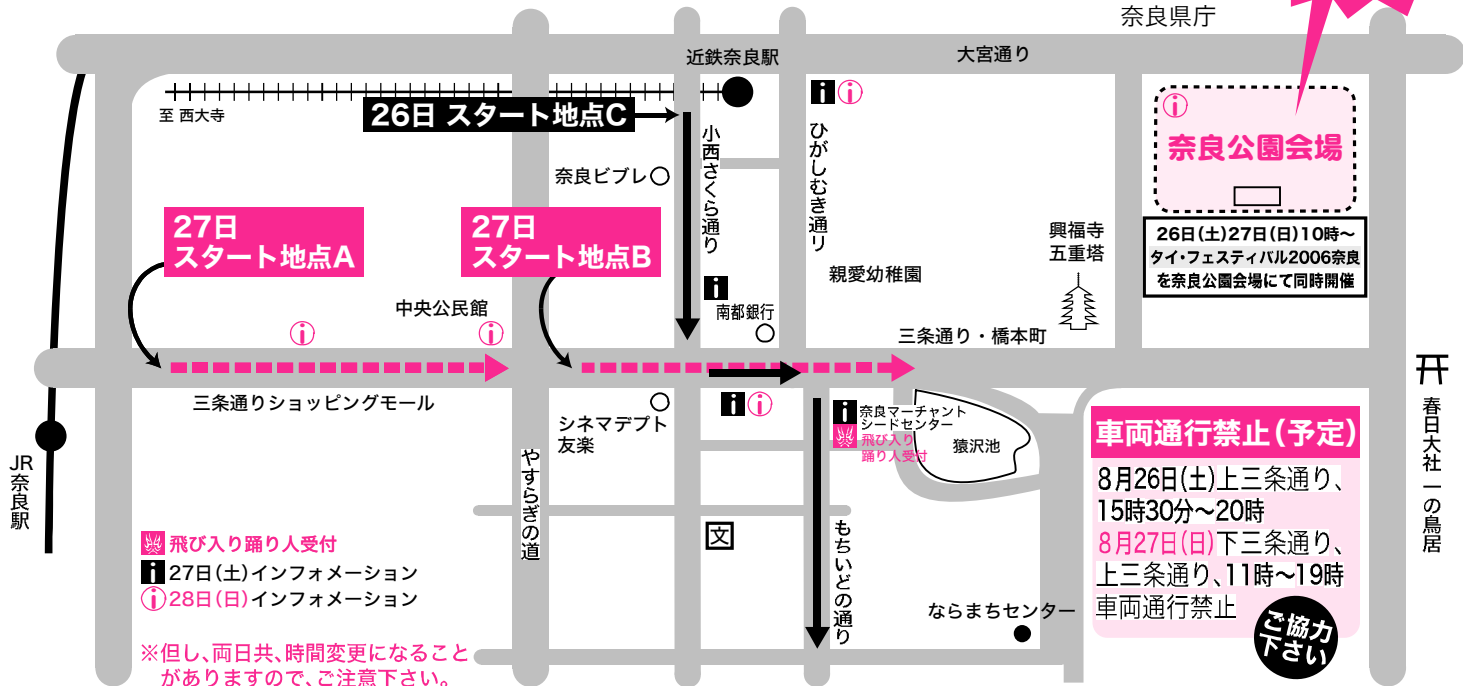 奈良県庁
近鉄奈良駅
大宮通り
至 西大寺
26日 スタート地点C
小西さくら通り
ひがしむき通り
i
i
i
奈良公園会場
奈良ビブレ
27日
スタート地点A
27日
スタート地点B
興福寺
五重塔
26日(土)27日(日)10時～
タイ・フェスティバル2006奈良
を奈良公園会場にて同時開催
親愛幼稚園
中央公民館
i
i
i
南都銀行
三条通り・橋本町
三条通りショッピングモール
シネマデプト
友楽
i
i
i
奈良マーチャント
シードセンター
飛び入り
踊り人受付
猿沢池
車両通行禁止(予定)
8月26日(土)上三条通り、
15時30分～20時
8月27日(日)下三条通り、
上三条通り、11時～19時
車両通行禁止
ご協力
下さい
春日大社 一の鳥居
JR奈良駅
やすらぎの道
文
もちいどの通り
ならまちセンター
飛び入り踊り人受付
i 27日(土)インフォメーション
i 28日(日)インフォメーション
※但し、両日共、時間変更になること
がありますので、ご注意下さい。